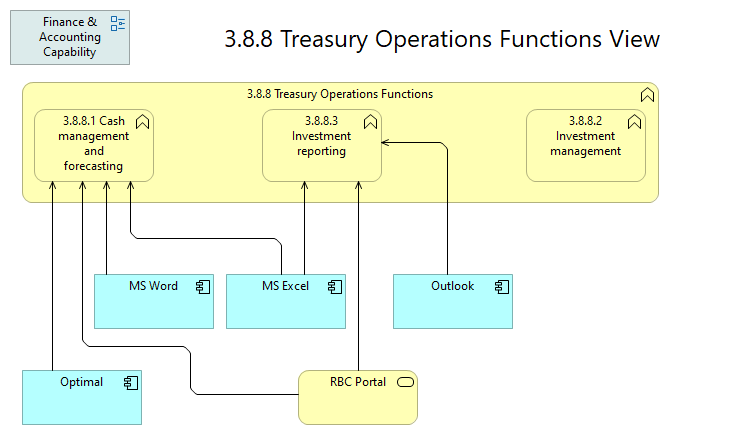 Finance &
Accounting
Capability
3.8.8 Treasury Operations Functions View
3.8.8 Treasury Operations Functions
3.8.8.1 Cash
management
and
forecasting
3.8.8.3
Investment
reporting
3.8.8.2
Investment
management
MS Word
MS Excel
Outlook
Optimal
RBC Portal